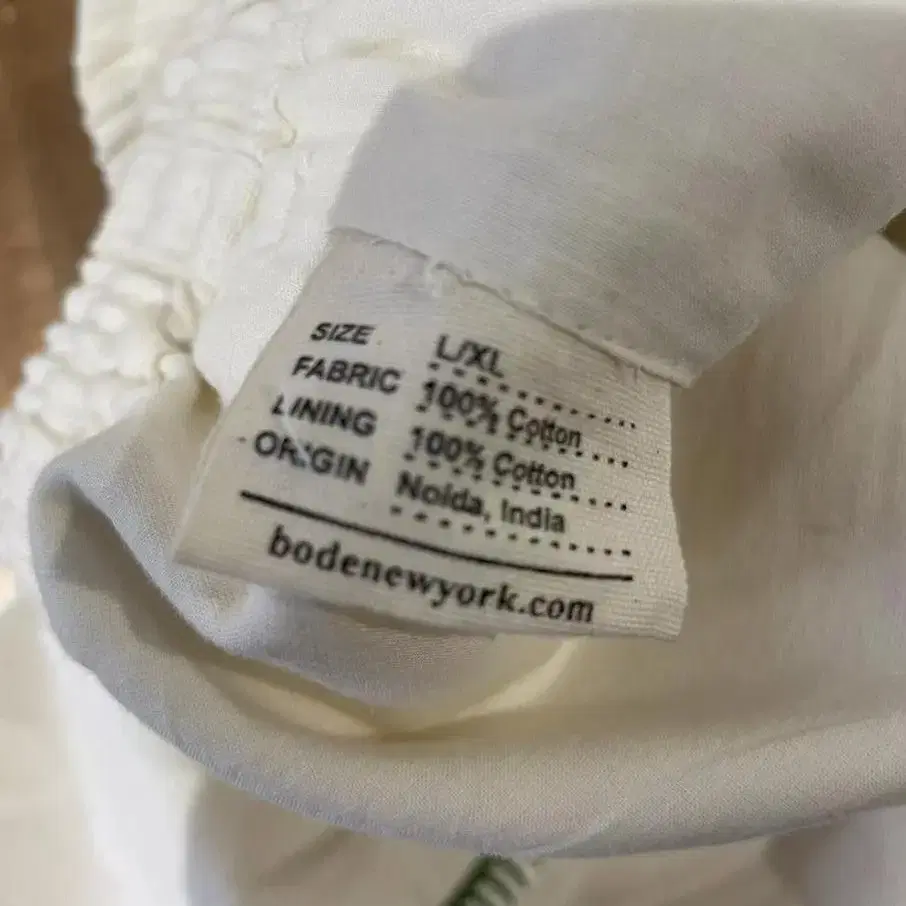 SIZE L/XL
FABRIC 100% Cotton
LINING 100% Cotton
ORIGIN Noida, India
bodenewyork.com